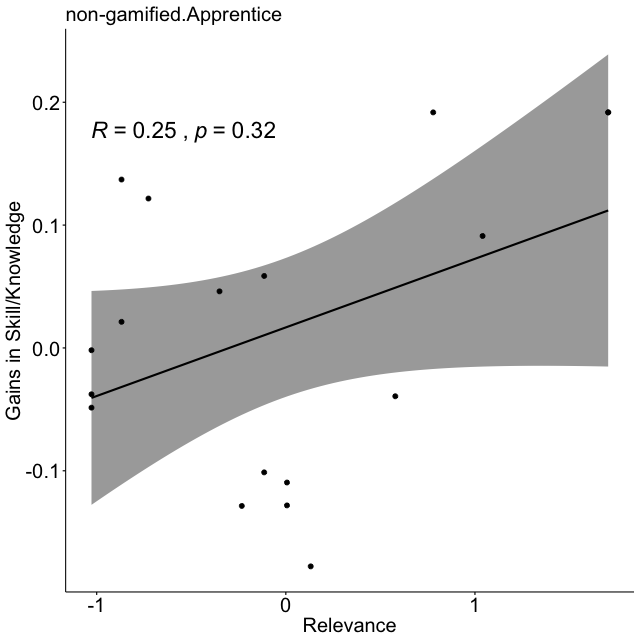 non-gamified.Apprentice
R = 0.25 , p = 0.32
Gains in Skill/Knowledge
0.2
0.1
0.0
-0.1
-1
0
1
Relevance